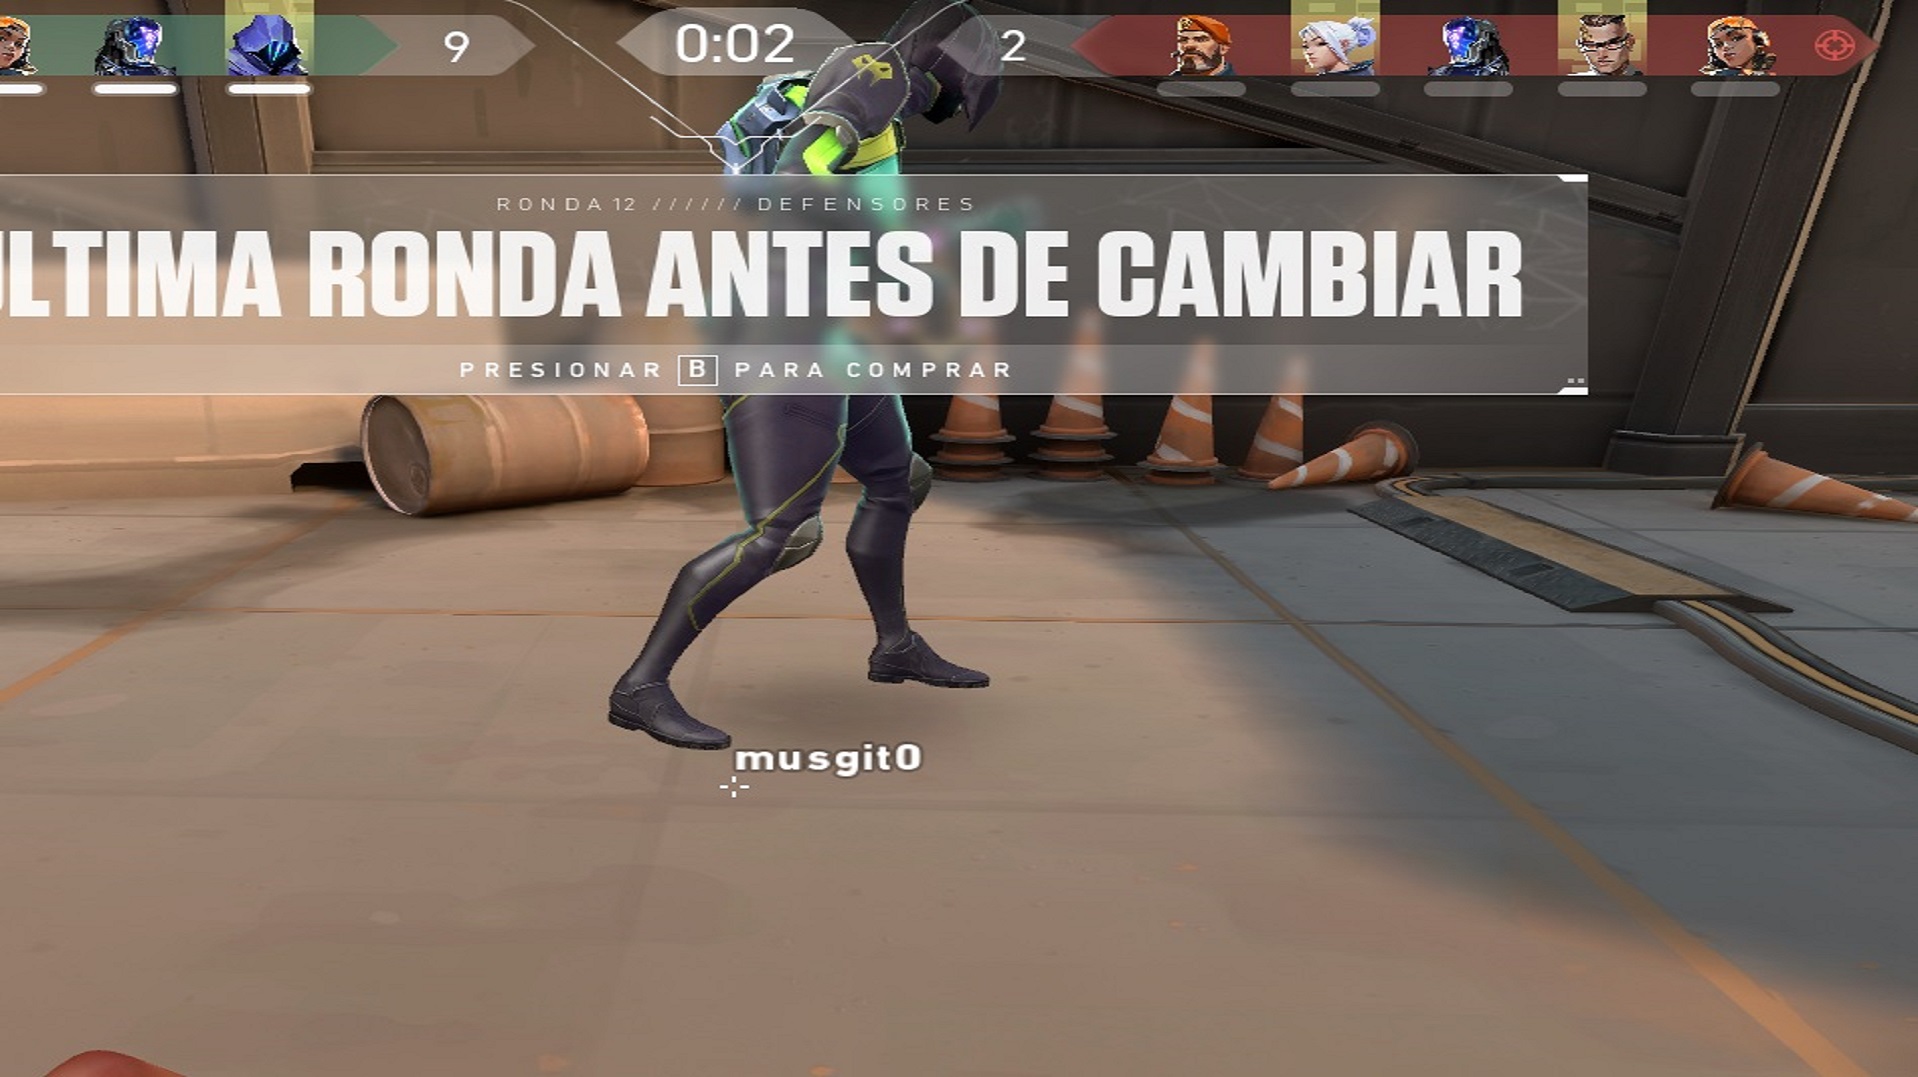 9 0:02 2
RONDA 12 ////// DEFENSORES
LTIMA RONDA ANTES DE CAMBIAR
PRESIONAR B PARA COMPRAR
musgit0